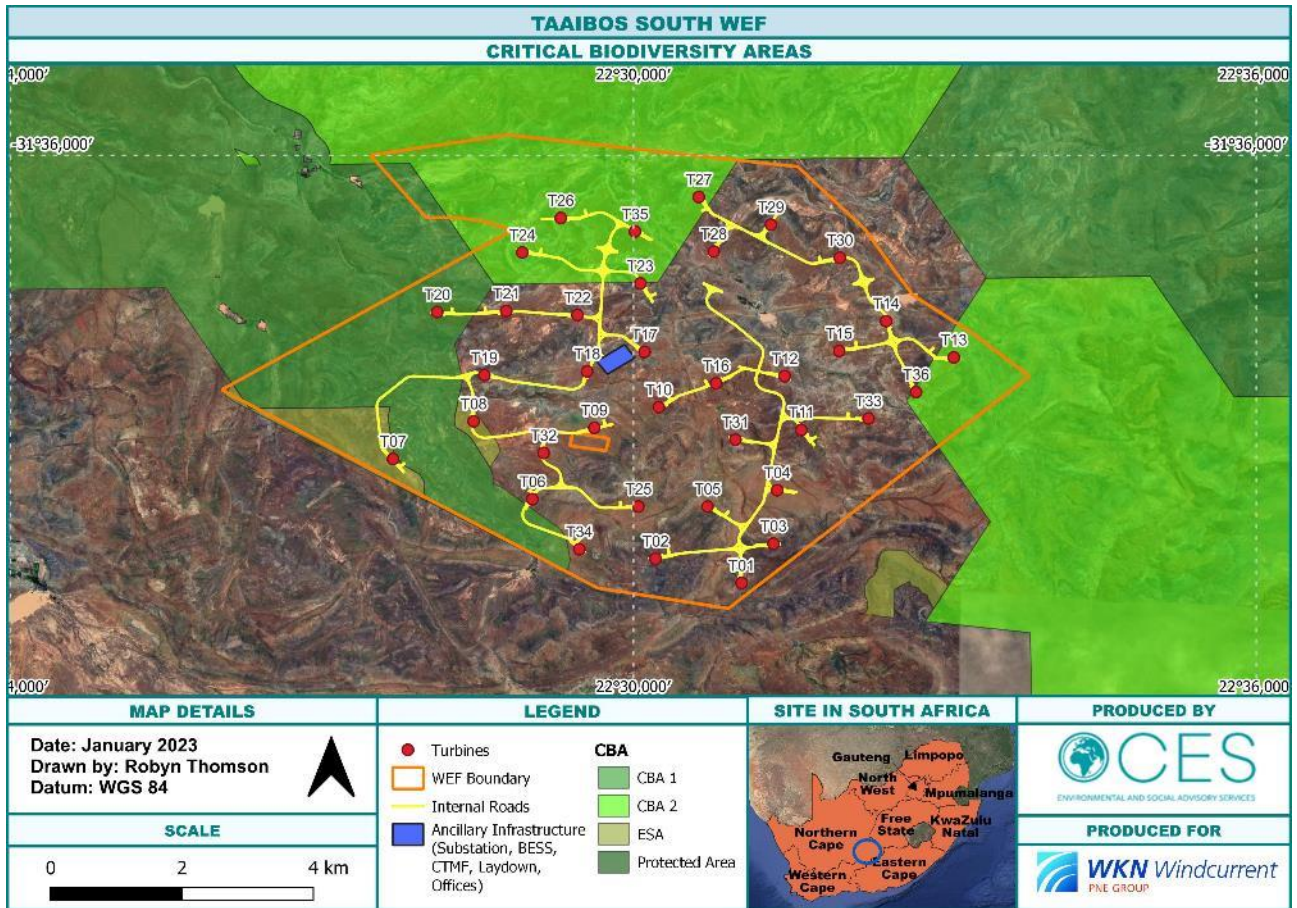 TAAIBOS SOUTH WEF
CRITICAL BIODIVERSITY AREAS
4,000′ 22°30,000′ 22°36,000′
-31°36,000′ -31°36,000′
T27
T26
T35
T29
T24
T28
T30
T23
T20
T21
T22
T14
T17
T15
T13
T18
T19
T16
T12
T36
T10
T08
T09
T11
T33
T31
T07
T32
T04
T06
T25
T05
T34
T02
T03
T01
4,000′ 22°30,000′ 22°36,000′
MAP DETAILS
Date: January 2023
Drawn by: Robyn Thomson
Datum: WGS 84
SCALE
0 2 4 km
LEGEND
Turbines
WEF Boundary
Internal Roads
Ancillary Infrastructure
(Substation, BESS,
CTMF, Laydown,
Offices)
CBA
CBA 1
CBA 2
ESA
Protected Area
SITE IN SOUTH AFRICA
Limpopo
Gauteng
North
West
Mpumalanga
Free
State
KwaZulu
Natal
Northern
Cape
Eastern
Cape
Western
Cape
PRODUCED BY
CES
ENVIRONMENTAL AND SOCIAL ADVISORY SERVICES
PRODUCED FOR
WKN Windcurrent
PNE GROUP